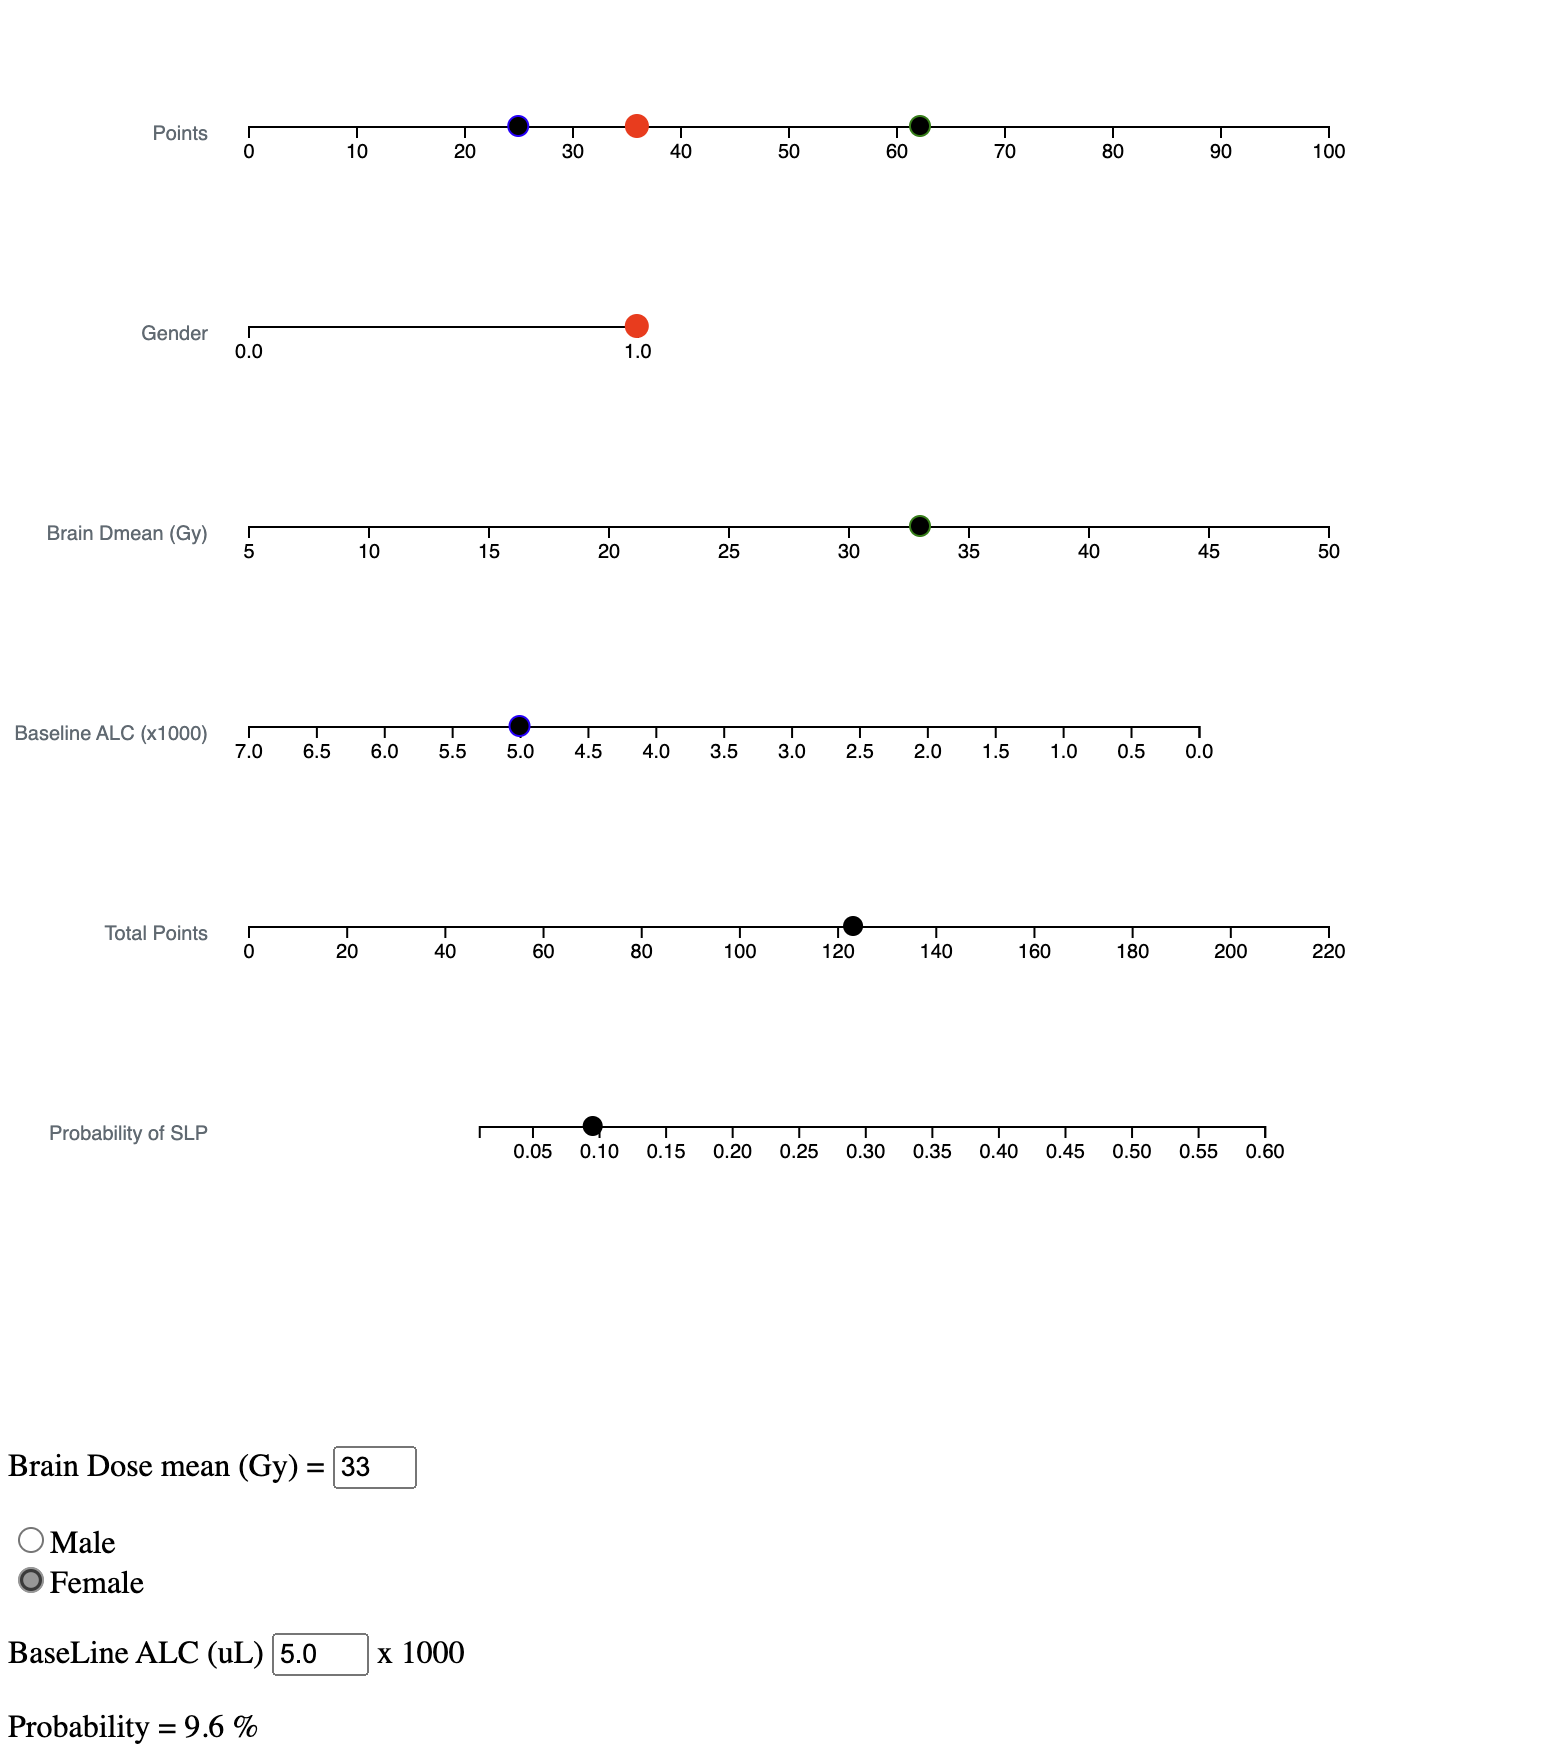 Points
0 10 20 30 40 50 60 70 80 90 100
Gender
0.0 1.0
Brain Dmean (Gy)
5 10 15 20 25 30 35 40 45 50
Baseline ALC (x1000)
7.0 6.5 6.0 5.5 5.0 4.5 4.0 3.5 3.0 2.5 2.0 1.5 1.0 0.5 0.0
Total Points
0 20 40 60 80 100 120 140 160 180 200 220
Probability of SLP
0.05 0.10 0.15 0.20 0.25 0.30 0.35 0.40 0.45 0.50 0.55 0.60
Brain Dose mean (Gy) = 33
Male
Female
BaseLine ALC (uL) 5.0 x 1000
Probability = 9.6 %